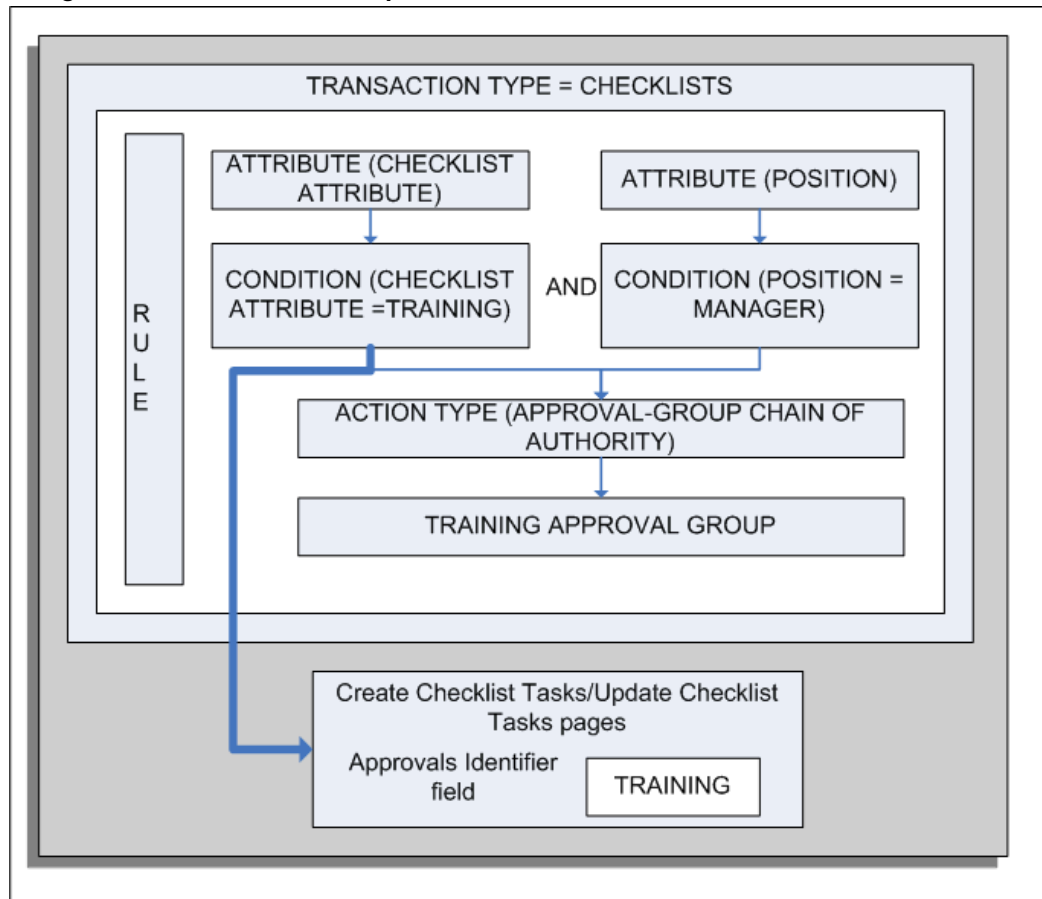 TRANSACTION TYPE = CHECKLISTS
RULE
ATTRIBUTE (CHECKLIST
ATTRIBUTE)
ATTRIBUTE (POSITION)
CONDITION (CHECKLIST
ATTRIBUTE =TRAINING)
AND
CONDITION (POSITION =
MANAGER)
ACTION TYPE (APPROVAL-GROUP CHAIN OF
AUTHORITY)
TRAINING APPROVAL GROUP
Create Checklist Tasks/Update Checklist
Tasks pages
Approvals Identifier
field
TRAINING